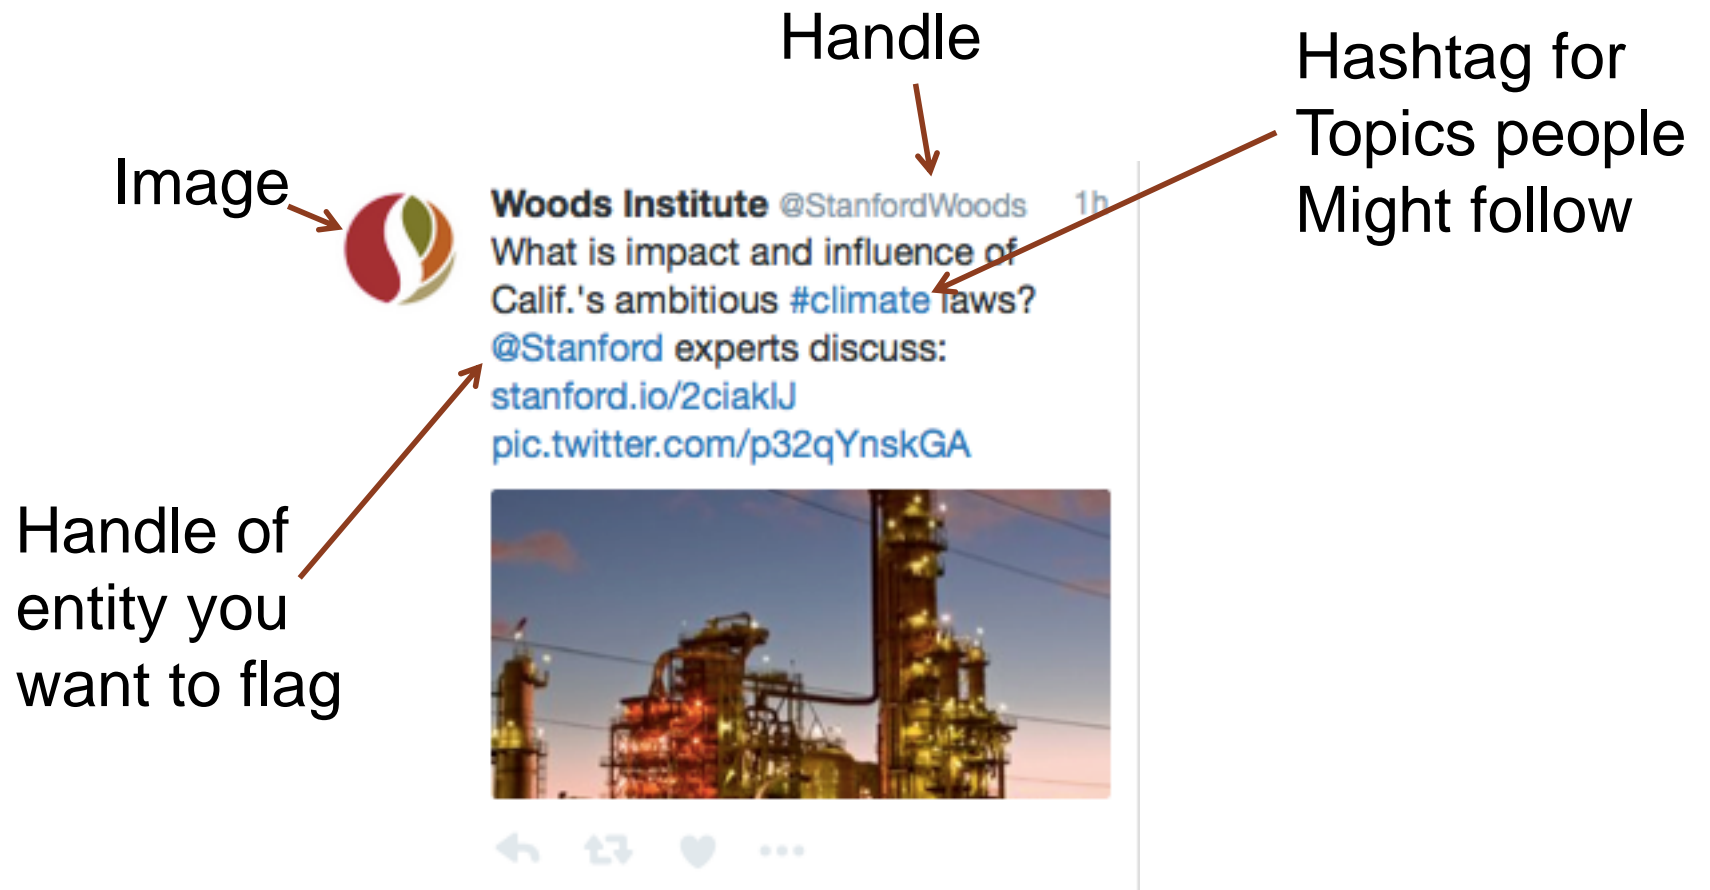 Handle
Hashtag for
Topics people
Might follow
Image
Woods Institute @StanfordWoods 1h
What is impact and influence of
Calif.'s ambitious #climate laws?
@Stanford experts discuss:
stanford.io/2ciaklJ
pic.twitter.com/p32qYnskGA
Handle of
entity you
want to flag